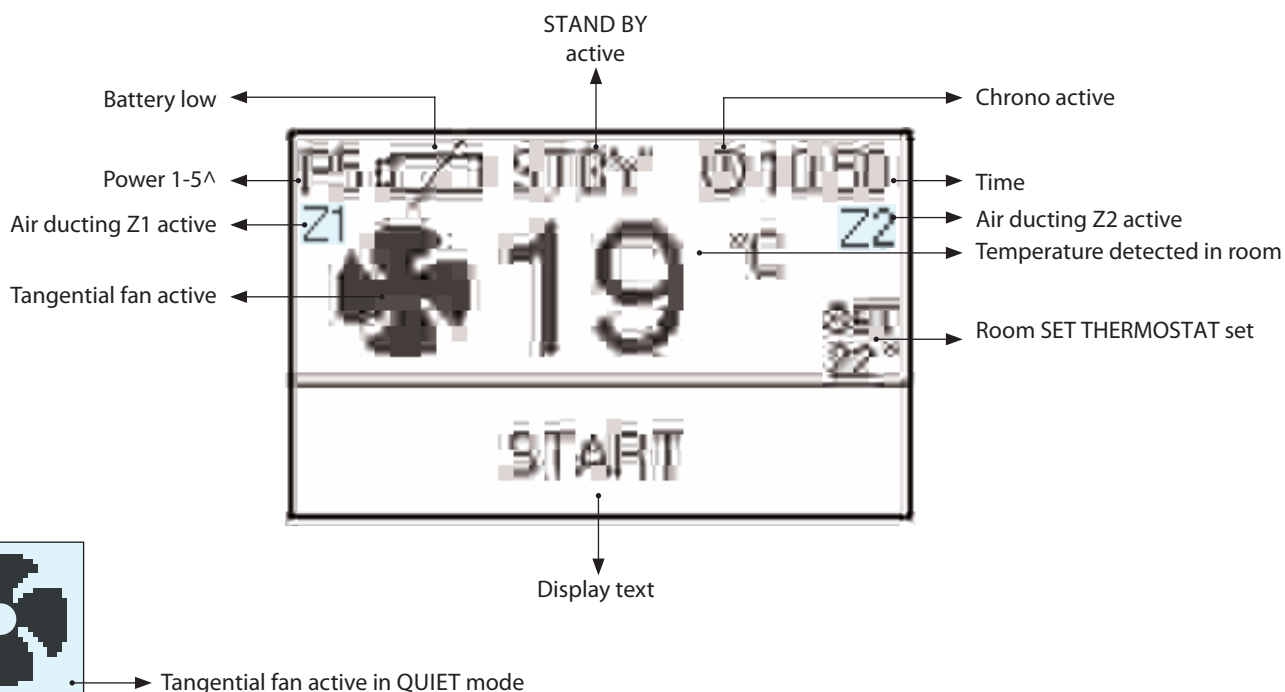 STAND BY
active
Battery low
Chrono active
P5 STBY 10:50
Power 1-5^
Time
Air ducting Z1 active
Z1
Z2
Air ducting Z2 active
19 °C
Temperature detected in room
Tangential fan active
SET
22°
Room SET THERMOSTAT set
START
Display text
Tangential fan active in QUIET mode